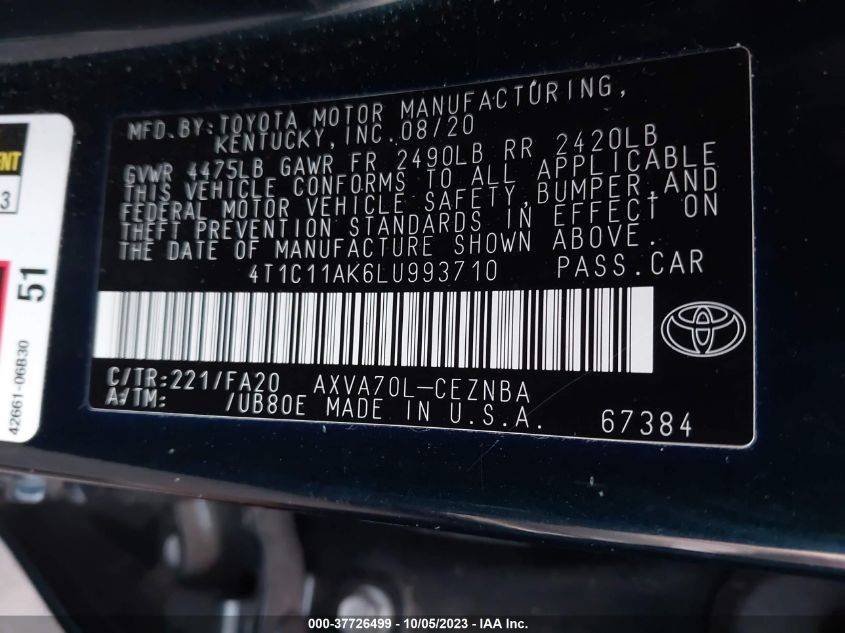 MFD.BY:TOYOTA MOTOR MANUFACTURING,
KENTUCKY,INC.08/20
GVWR 4475LB GAWR FR 2490LB RR 2420LB
THIS VEHICLE CONFORMS TO ALL APPLICABLE
FEDERAL MOTOR VEHICLE SAFETY,BUMPER,AND
THEFT PREVENTION STANDARDS IN EFFECT ON
THE DATE OF MANUFACTURE SHOWN ABOVE.
4T1C11AK6LU993710 PASS.CAR
C/TR:221/FA20 AXVA70L-CEZNBA
A/TM: /UB80E MADE IN U.S.A. 67384
ENT
3
51
42661-06B30
000-37726499 - 10/05/2023 - IAA Inc.